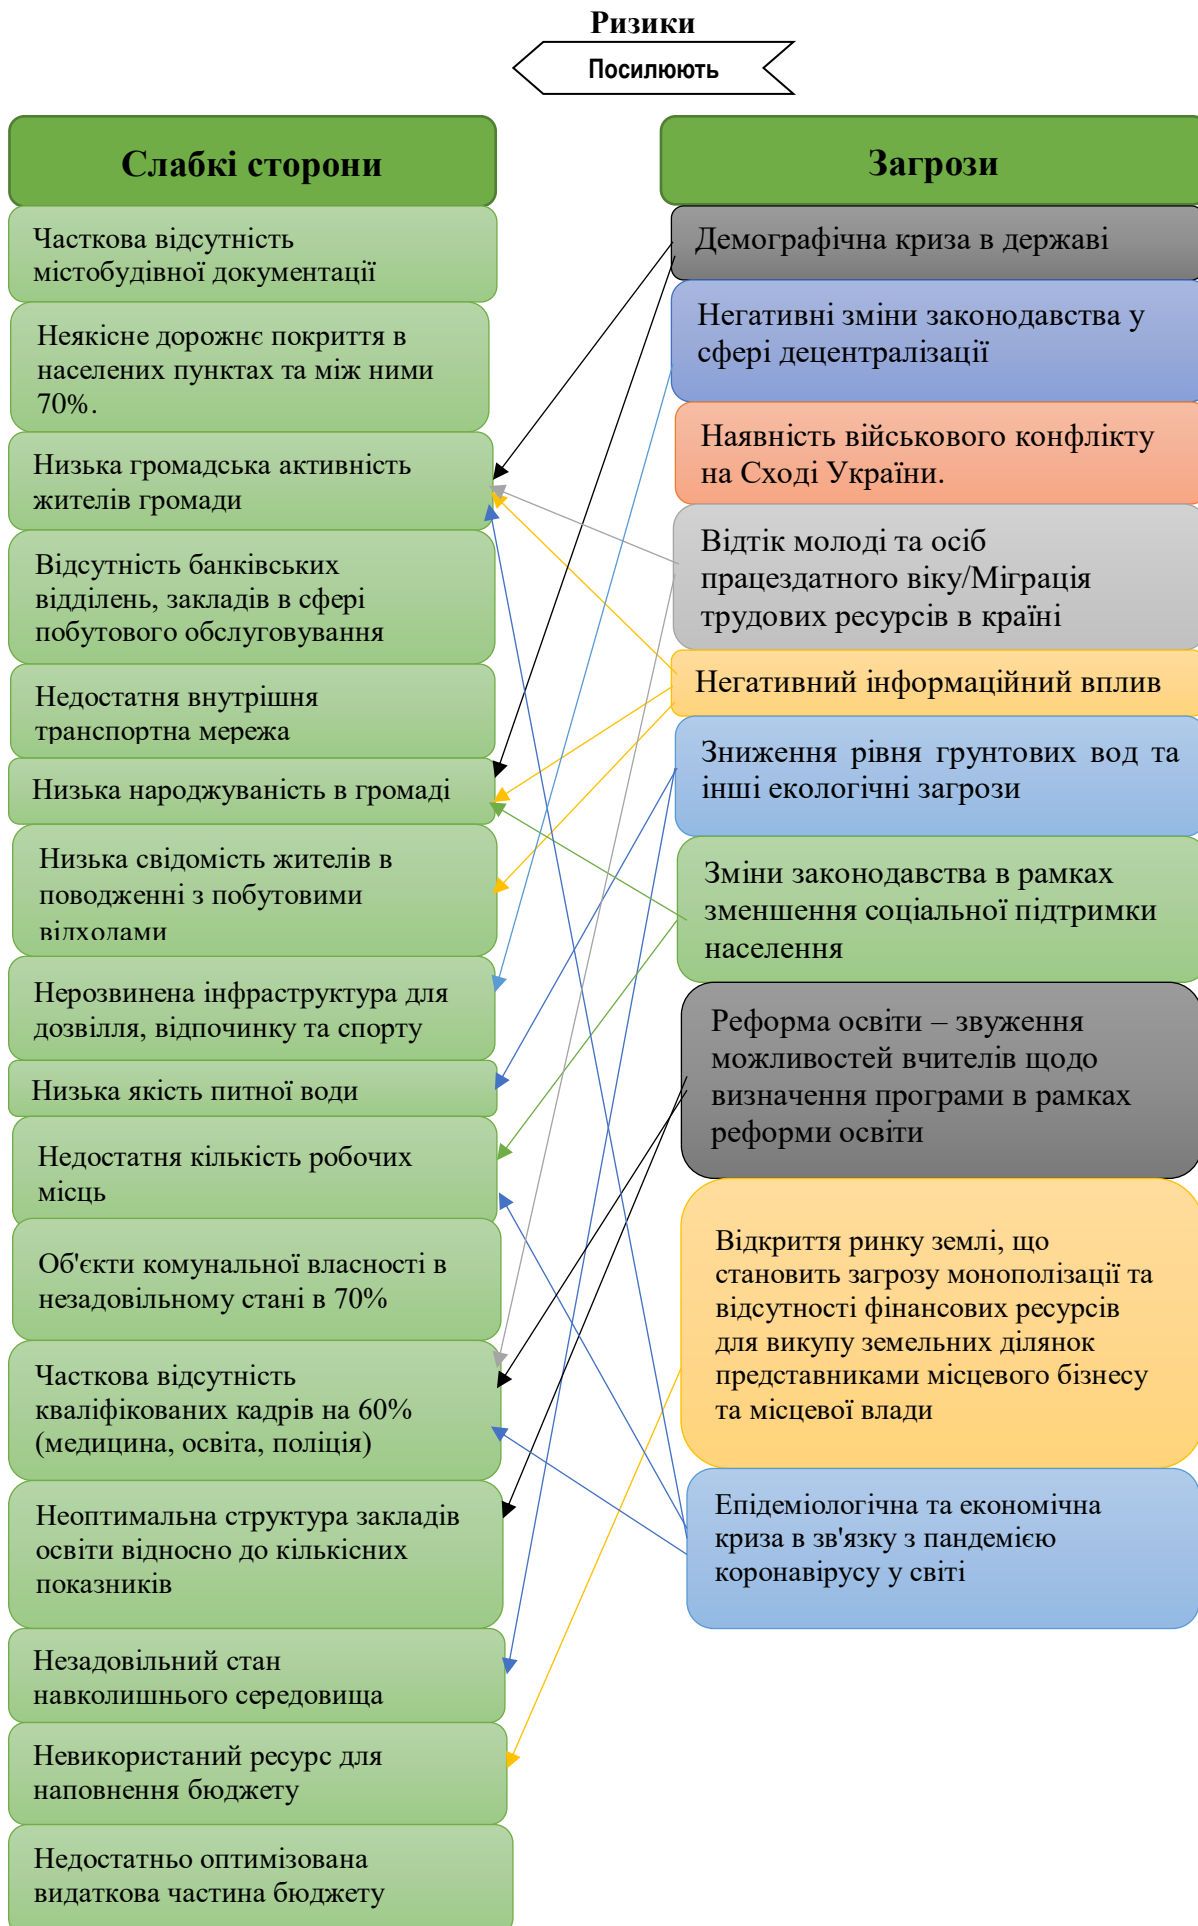 Ризики
Посилюють
Слабкі сторони
Часткова відсутність
містобудівної документації
Неякісне дорожнє покриття в
населених пунктах та між ними
70%.
Низька громадська активність
жителів громади
Відсутність банківських
відділень, закладів в сфері
побутового обслуговування
Недостатня внутрішня
транспортна мережа
Низька народжуваність в громаді
Низька свідомість жителів в
поводженні з побутовими
відходами
Нерозвинена інфраструктура для
дозвілля, відпочинку та спорту
Низька якість питної води
Недостатня кількість робочих
місць
Об'єкти комунальної власності в
незадовільному стані в 70%
Часткова відсутність
кваліфікованих кадрів на 60%
(медицина, освіта, поліція)
Неоптимальна структура закладів
освіти відносно до кількісних
показників
Незадовільний стан
навколишнього середовища
Невикористаний ресурс для
наповнення бюджету
Недостатньо оптимізована
видаткова частина бюджету
Загрози
Демографічна криза в державі
Негативні зміни законодавства у
сфері децентралізації
Наявність військового конфлікту
на Сході України.
Відтік молоді та осіб
працездатного віку/Міграція
трудових ресурсів в країні
Негативний інформаційний вплив
Зниження рівня грунтових вод та
інші екологічні загрози
Зміни законодавства в рамках
зменшення соціальної підтримки
населення
Реформа освіти – звуження
можливостей вчителів щодо
визначення програми в рамках
реформи освіти
Відкриття ринку землі, що
становить загрозу монополізації та
відсутності фінансових ресурсів
для викупу земельних ділянок
представниками місцевого бізнесу
та місцевої влади
Епідеміологічна та економічна
криза в зв'язку з пандемією
коронавірусу у світі